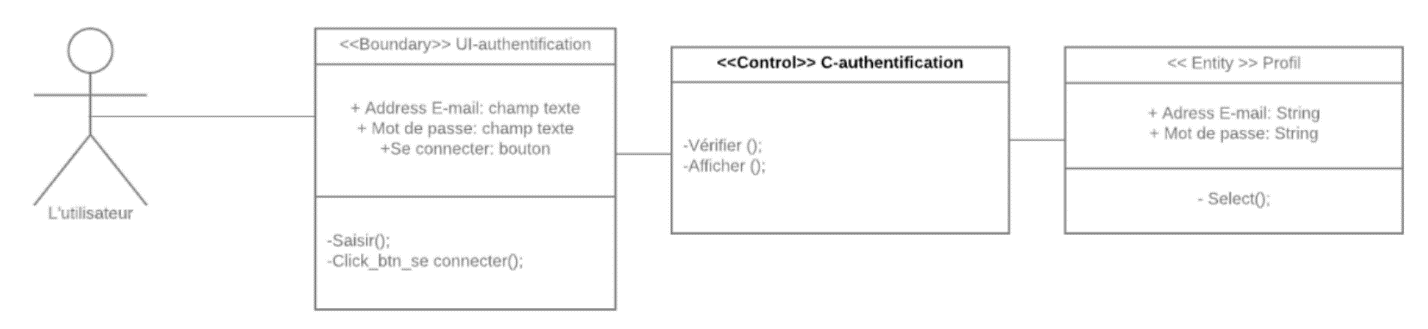 L'utilisateur
<<Boundary>> UI-authentification
+ Address E-mail: champ texte
+ Mot de passe: champ texte
+Se connecter: bouton
-Saisir();
-Click_btn_se connecter();
<<Control>> C-authentification
-Vérifier ();
-Afficher ();
<< Entity >> Profil
+ Adress E-mail: String
+ Mot de passe: String
- Select();